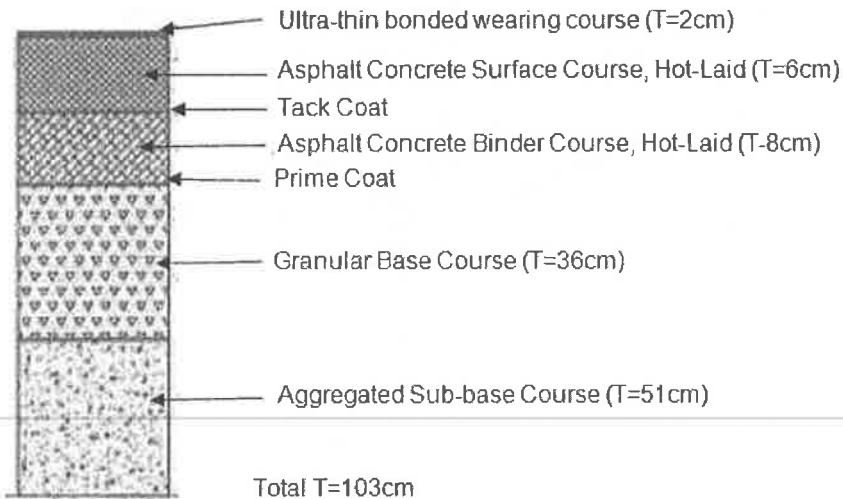 Ultra-thin bonded wearing course (T=2cm)
Asphalt Concrete Surface Course, Hot-Laid (T=6cm)
Tack Coat
Asphalt Concrete Binder Course, Hot-Laid (T-8cm)
Prime Coat
Granular Base Course (T=36cm)
Aggregated Sub-base Course (T=51cm)
Total T=103cm